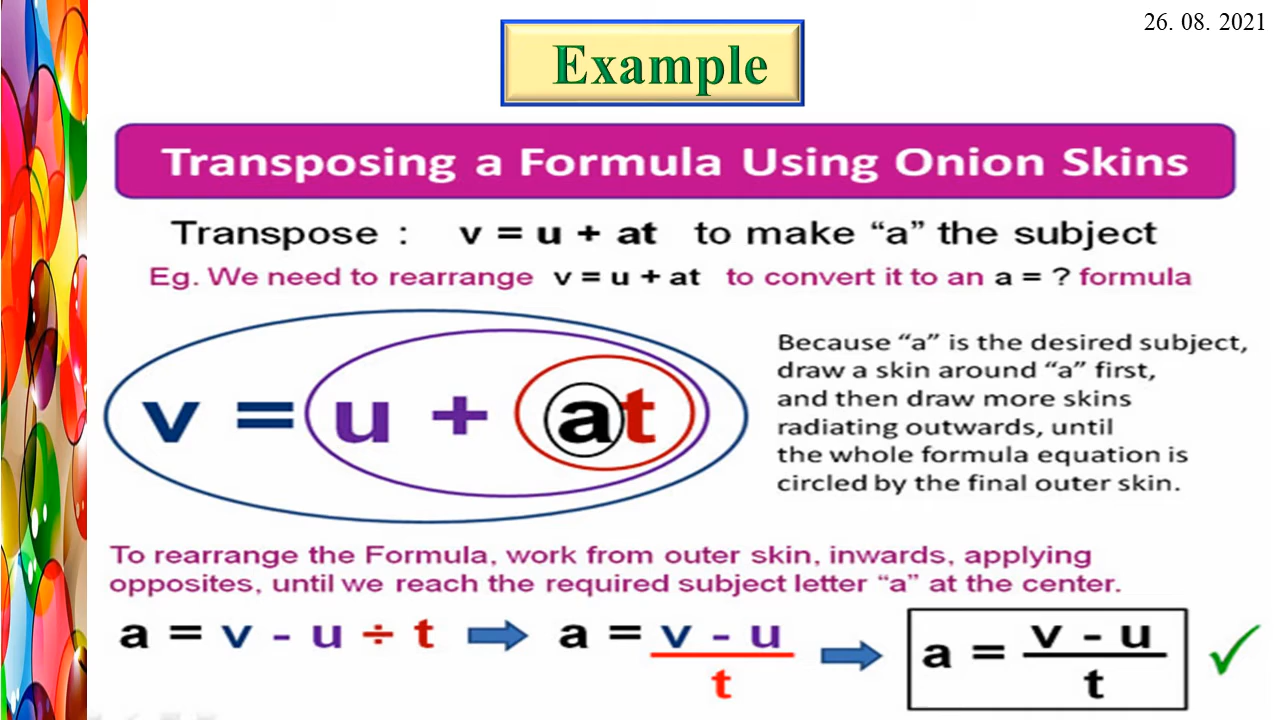 26. 08. 2021
Example
Transposing a Formula Using Onion Skins
Transpose : v = u + at to make “a” the subject
Eg. We need to rearrange v = u + at to convert it to an a = ? formula
v = u + at
Because “a” is the desired subject,
draw a skin around “a” first,
and then draw more skins
radiating outwards, until
the whole formula equation is
circled by the final outer skin.
To rearrange the Formula, work from outer skin, inwards, applying
opposites, until we reach the required subject letter “a” at the center.
a = v - u ÷ t
a = v - u
t
a = v - u
t